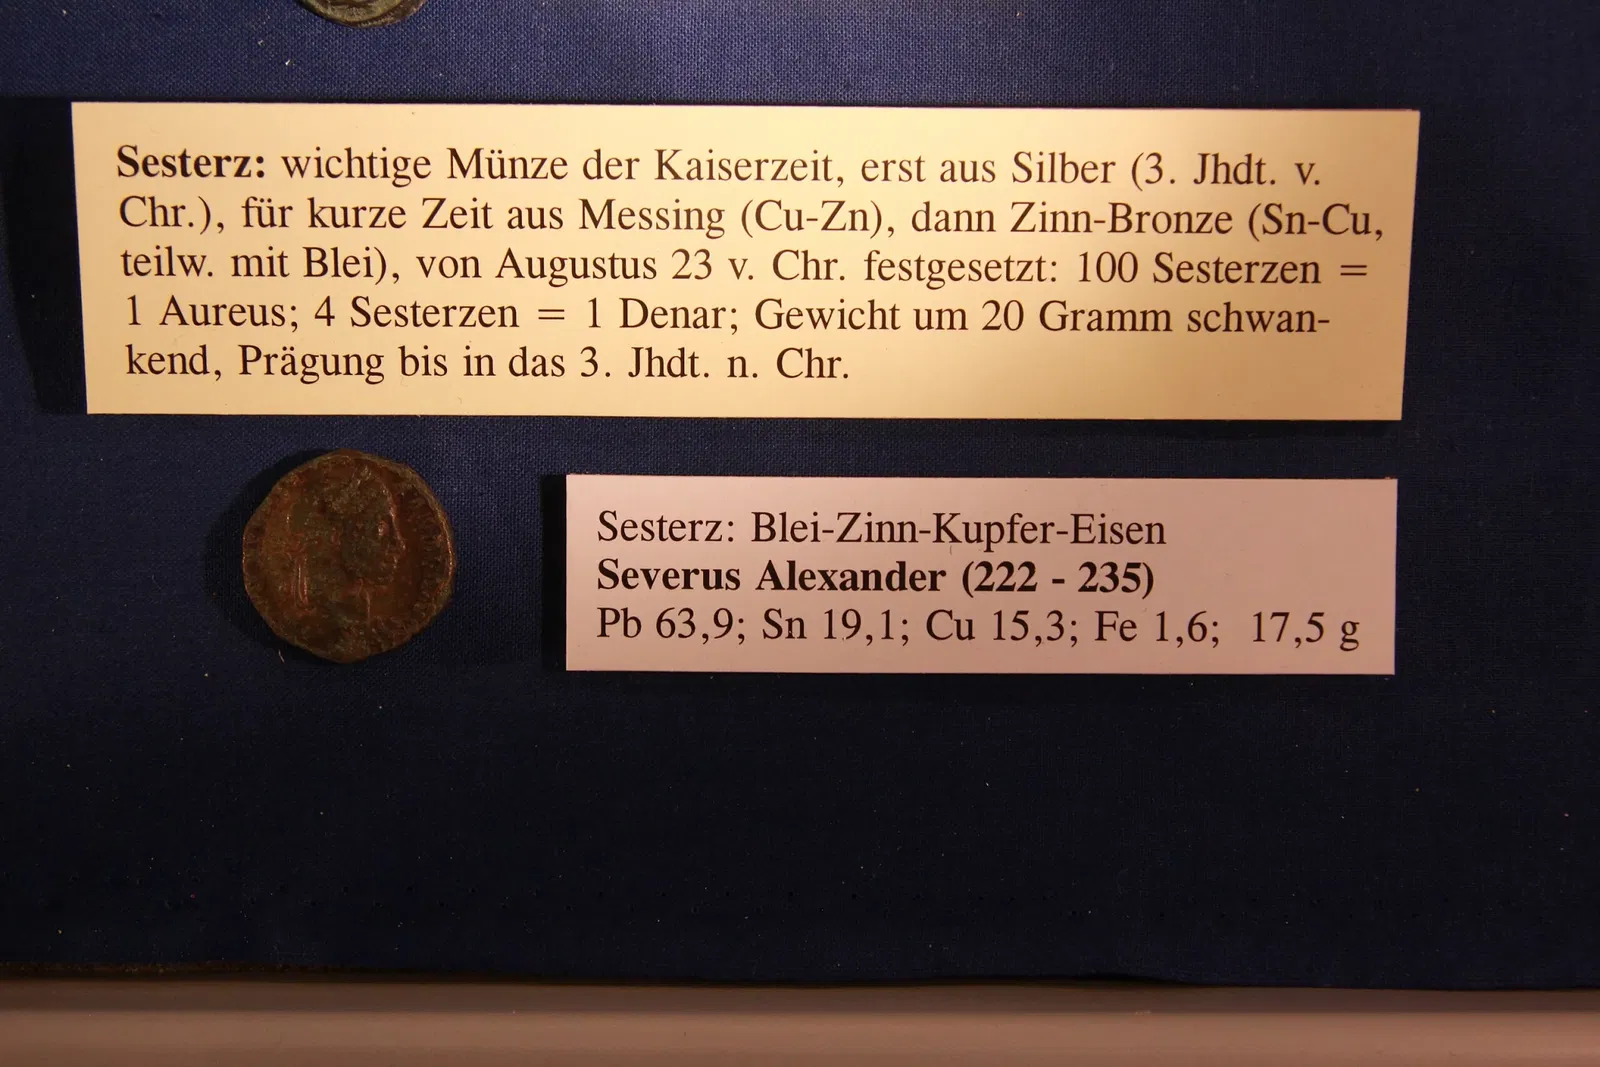 Sesterz: wichtige Münze der Kaiserzeit, erst aus Silber (3. Jhdt. v.
Chr.), für kurze Zeit aus Messing (Cu-Zn), dann Zinn-Bronze (Sn-Cu,
teilw. mit Blei), von Augustus 23 v. Chr. festgesetzt: 100 Sesterzen =
1 Aureus; 4 Sesterzen = 1 Denar; Gewicht um 20 Gramm schwan-
kend, Prägung bis in das 3. Jhdt. n. Chr.
Sesterz: Blei-Zinn-Kupfer-Eisen
Severus Alexander (222 - 235)
Pb 63,9; Sn 19,1; Cu 15,3; Fe 1,6; 17,5 g